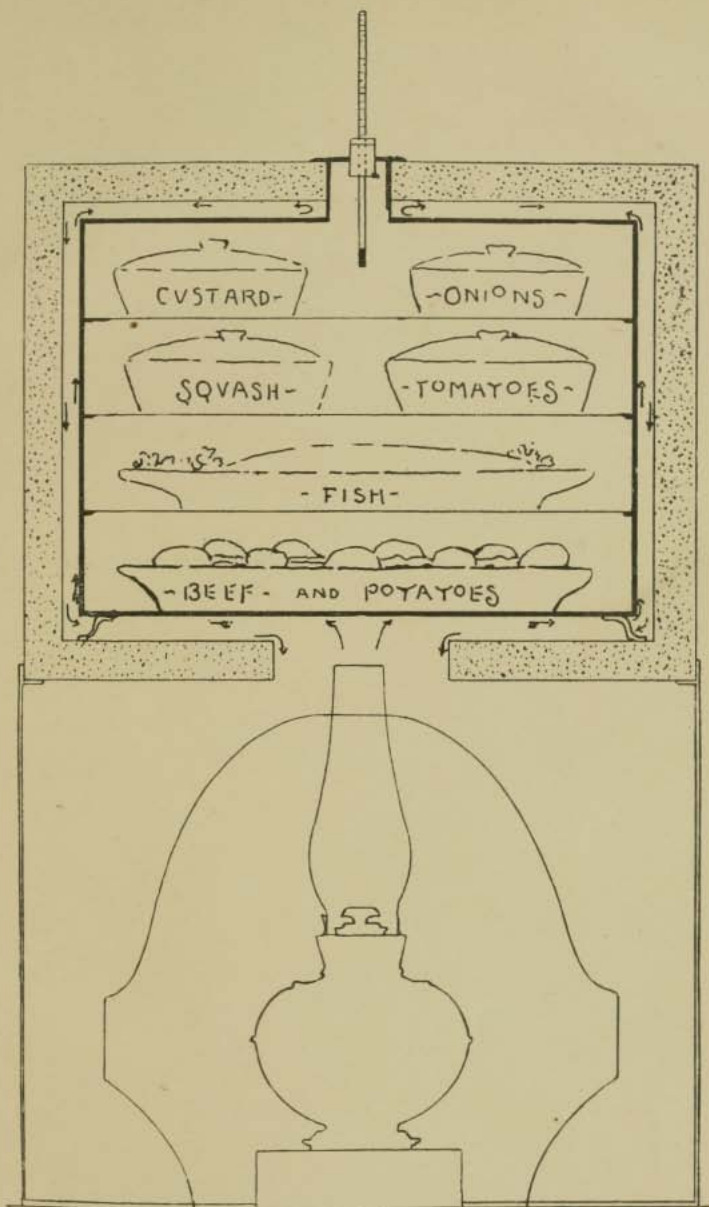 CVSTARD-
-ONIONS-
SQVASH-
-TOMATOES-
-FISH-
-BEEF- AND POTATOES